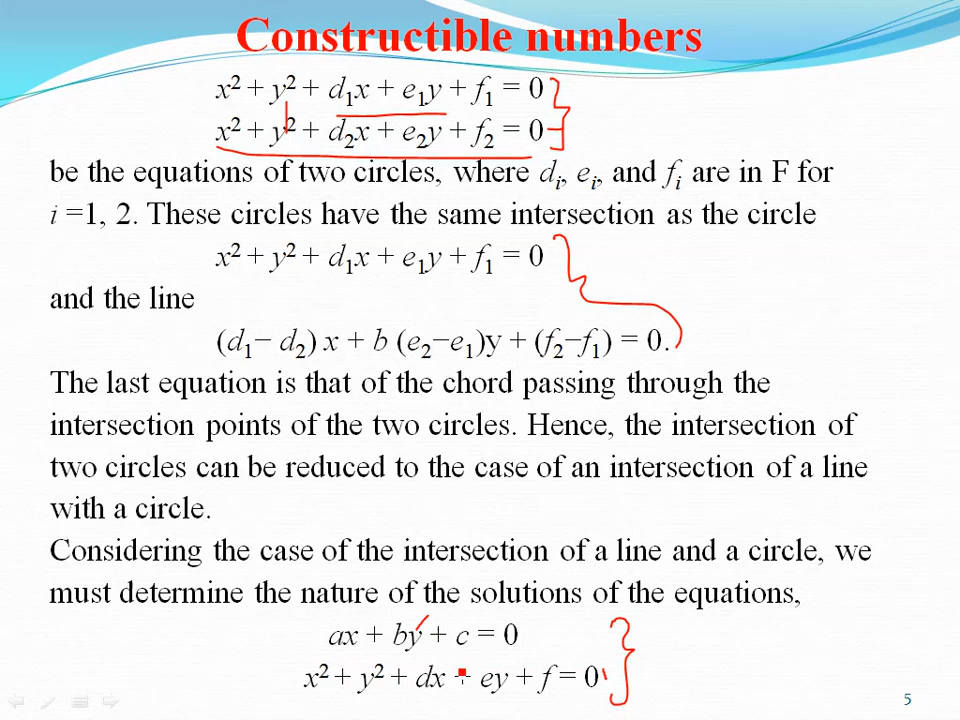 Constructible numbers
x² + y² + d₁x + e₁y + f₁ = 0
x² + y² + d₂x + e₂y + f₂ = 0
be the equations of two circles, where dᵢ, eᵢ, and fᵢ are in F for
i =1, 2. These circles have the same intersection as the circle
x² + y² + d₁x + e₁y + f₁ = 0
and the line
(d₁− d₂) x + b (e₂−e₁)y + (f₂−f₁) = 0.
The last equation is that of the chord passing through the
intersection points of the two circles. Hence, the intersection of
two circles can be reduced to the case of an intersection of a line
with a circle.
Considering the case of the intersection of a line and a circle, we
must determine the nature of the solutions of the equations,
ax + by + c = 0
x² + y² + dx + ey + f = 0
5